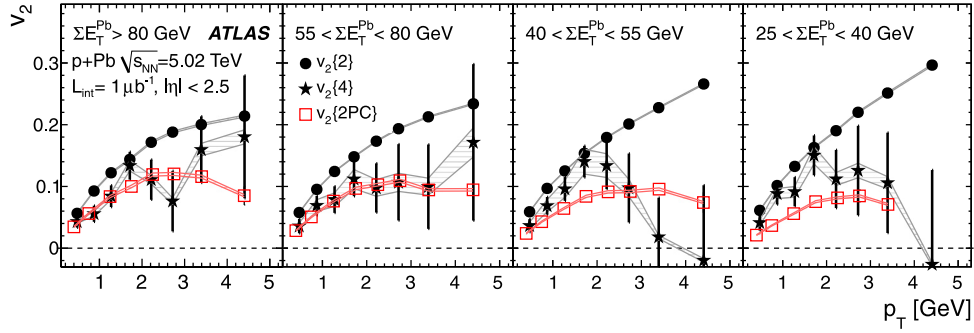 v₂
ΣE_T^Pb > 80 GeV ATLAS
p+Pb √s_NN=5.02 TeV
L_int = 1 μb⁻¹, |η| < 2.5
55 < ΣE_T^Pb < 80 GeV
v₂{2}
v₂{4}
v₂{2PC}
40 < ΣE_T^Pb < 55 GeV
25 < ΣE_T^Pb < 40 GeV
0.3
0.2
0.1
0
1 2 3 4 5 1 2 3 4 5 1 2 3 4 5 1 2 3 4 5
p_T [GeV]